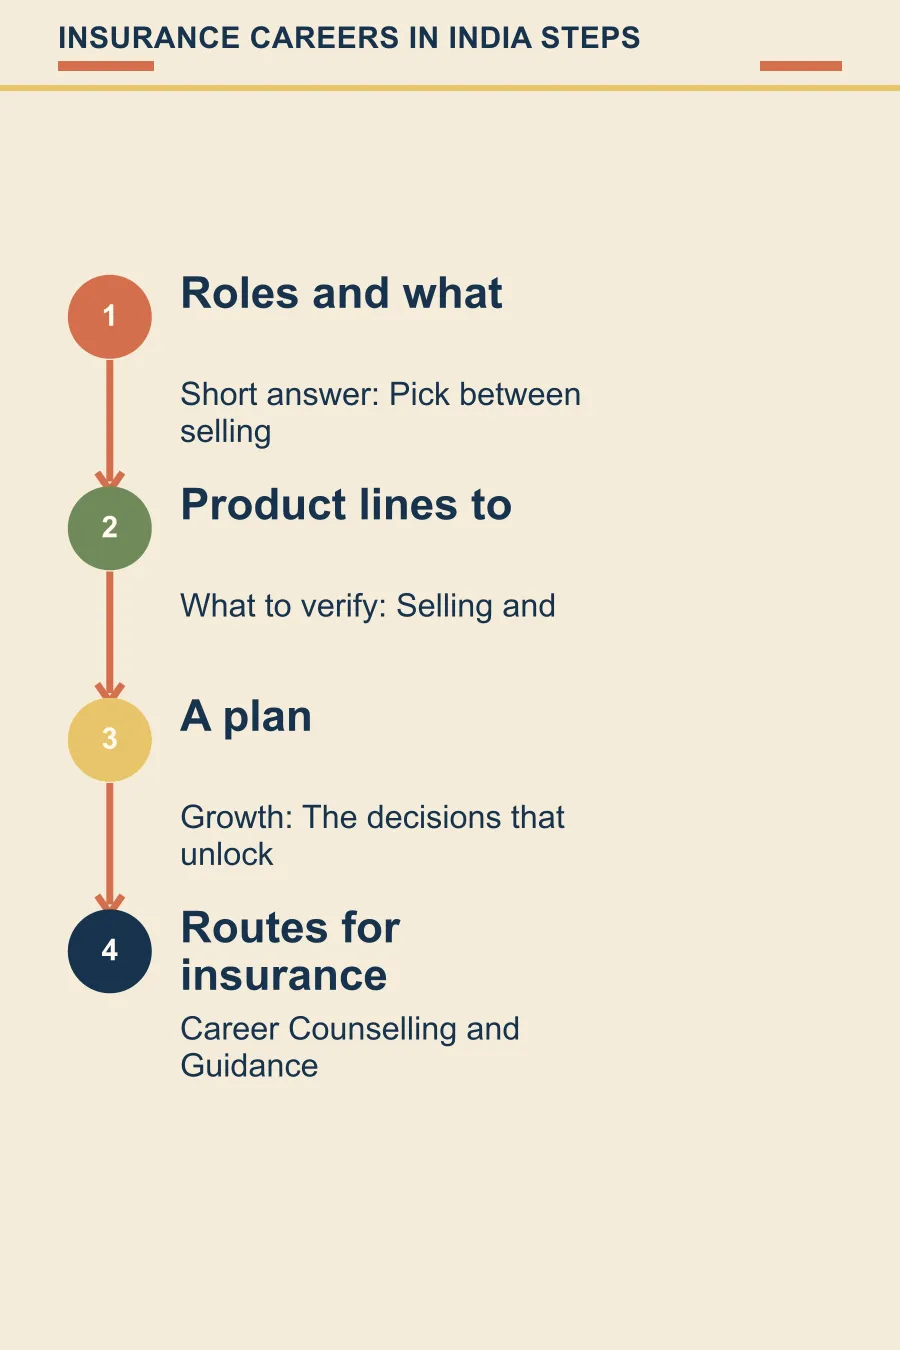 INSURANCE CAREERS IN INDIA STEPS
1
Roles and what
Short answer: Pick between
selling
2
Product lines to
What to verify: Selling and
3
A plan
Growth: The decisions that
unlock
4
Routes for
insurance
Career Counselling and
Guidance